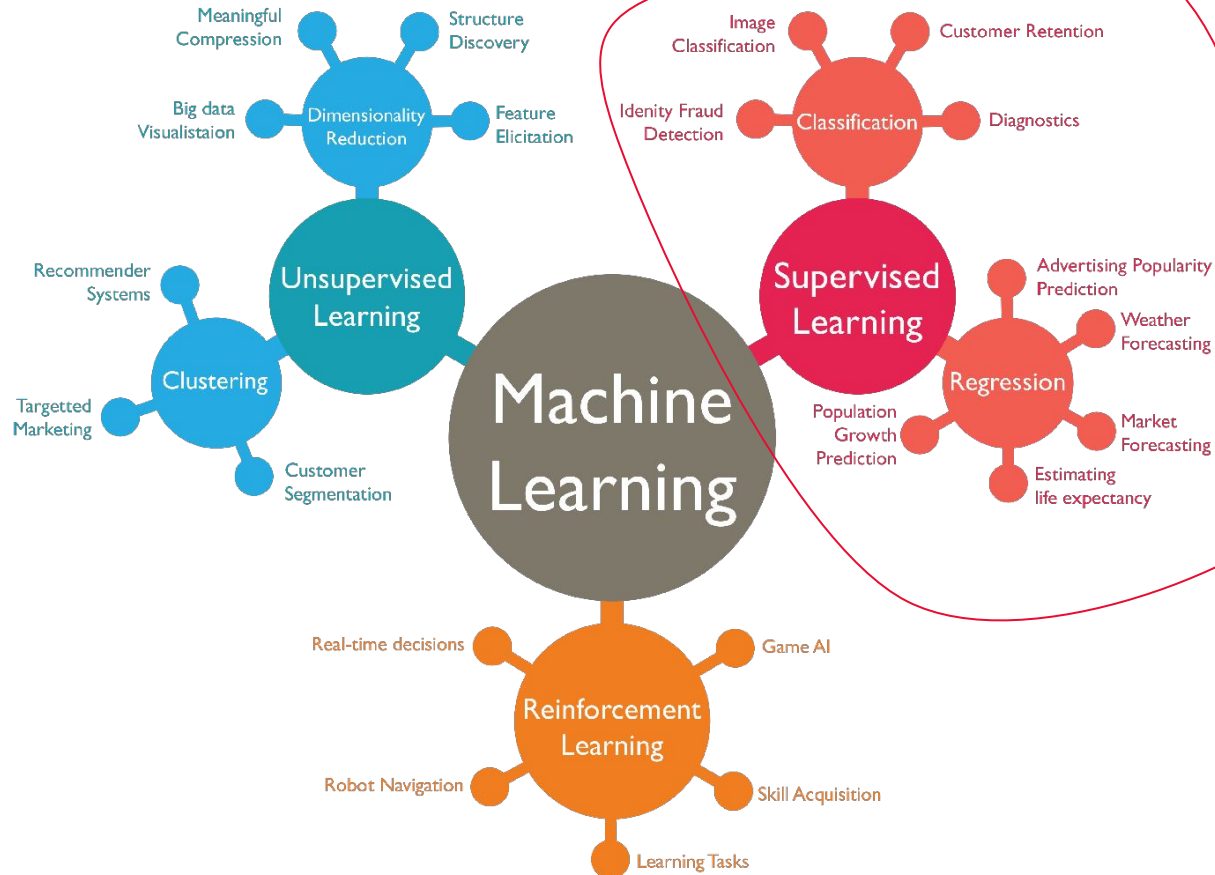 Meaningful
Compression
Structure
Discovery
Big data
Visualistaion
Dimensionality
Reduction
Feature
Elicitation
Image
Classification
Customer Retention
Idenity Fraud
Detection
Classification
Diagnostics
Recommender
Systems
Unsupervised
Learning
Clustering
Targetted
Marketing
Customer
Segmentation
Machine
Learning
Supervised
Learning
Advertising Popularity
Prediction
Weather
Forecasting
Regression
Population
Growth
Prediction
Market
Forecasting
Estimating
life expectancy
Real-time decisions
Game AI
Reinforcement
Learning
Robot Navigation
Skill Acquisition
Learning Tasks